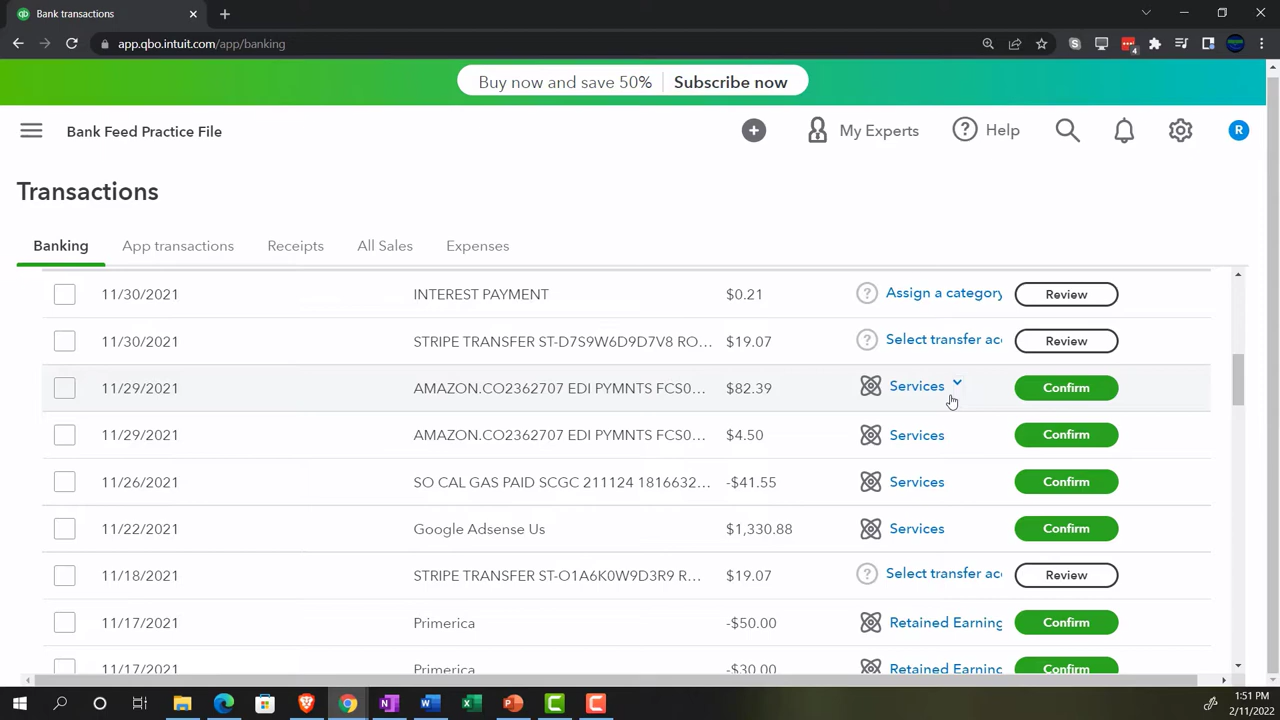 Bank transactions
app.qbo.intuit.com/app/banking
4
Buy now and save 50% Subscribe now
Bank Feed Practice File My Experts Help R
Transactions
Banking App transactions Receipts All Sales Expenses
11/30/2021 INTEREST PAYMENT $0.21 Assign a category Review
11/30/2021 STRIPE TRANSFER ST-D7S9W6D9D7V8 RO... $19.07 Select transfer acc Review
11/29/2021 AMAZON.CO2362707 EDI PYMNTS FCS0... $82.39 Services Confirm
11/29/2021 AMAZON.CO2362707 EDI PYMNTS FCS0... $4.50 Services Confirm
11/26/2021 SO CAL GAS PAID SCGC 211124 1816632... -$41.55 Services Confirm
11/22/2021 Google Adsense Us $1,330.88 Services Confirm
11/18/2021 STRIPE TRANSFER ST-O1A6K0W9D3R9 R... $19.07 Select transfer acc Review
11/17/2021 Primerica -$50.00 Retained Earning Confirm
11/17/2021 Primerica -$30.00 Retained Earning Confirm
1:51 PM
2/11/2022